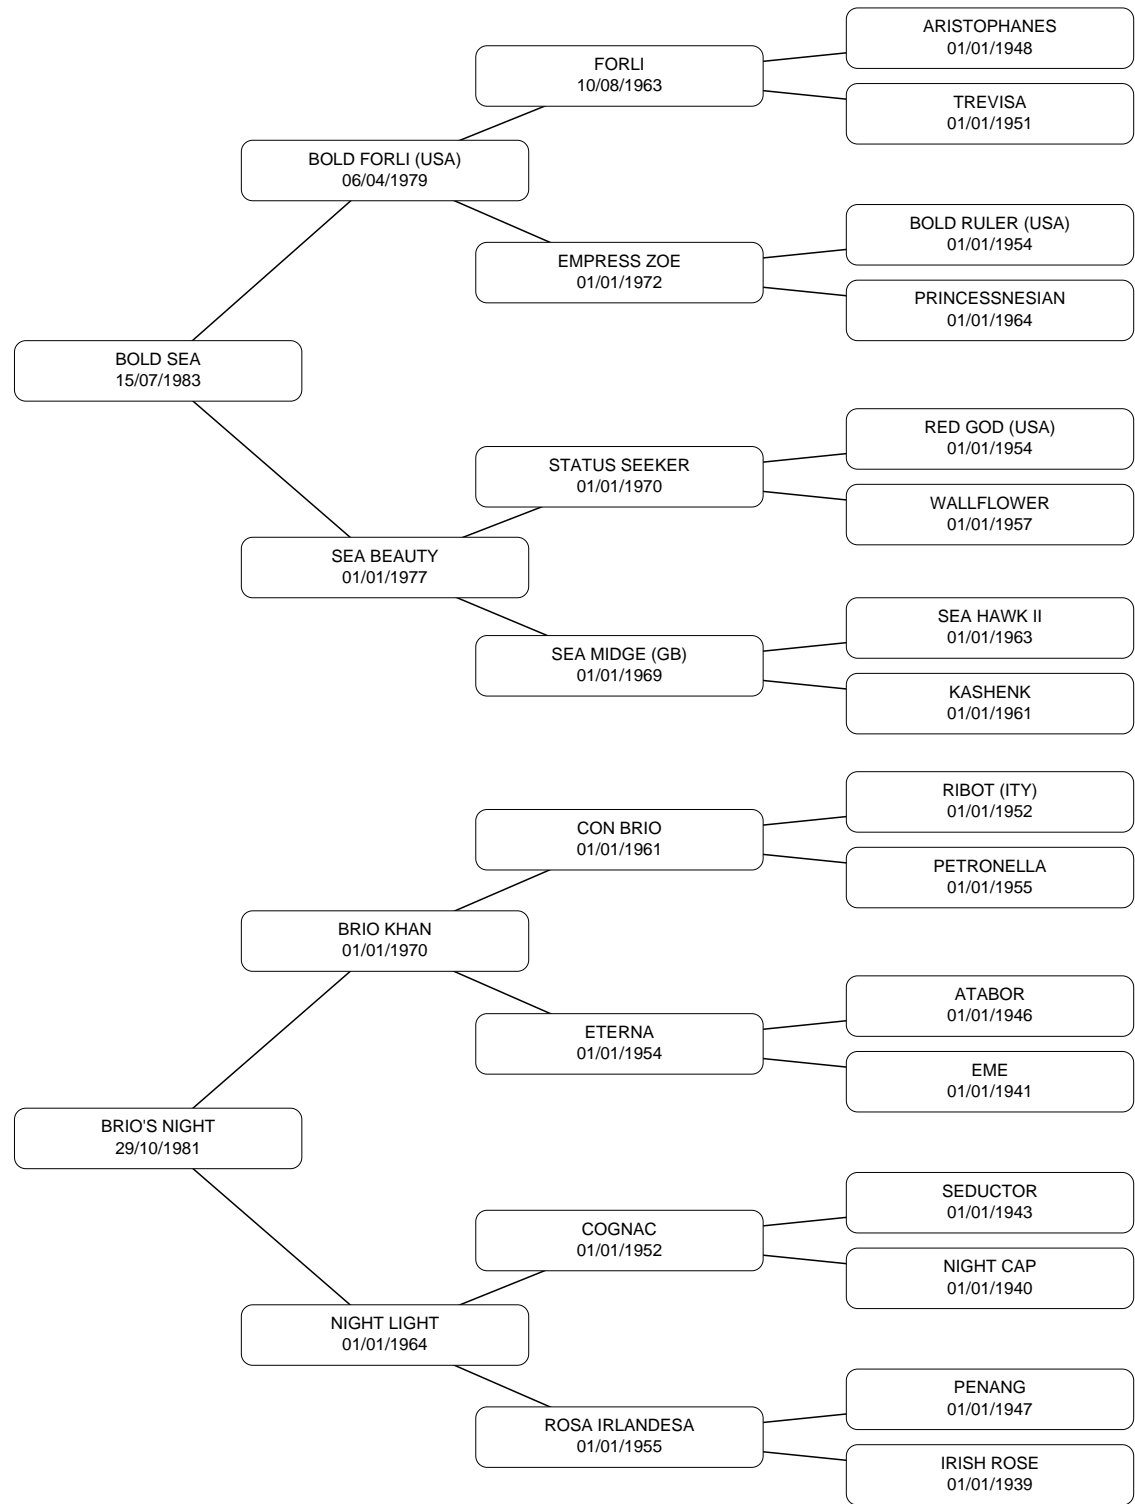 ARISTOPHANES
01/01/1948
FORLI
10/08/1963
TREVISA
01/01/1951
BOLD FORLI (USA)
06/04/1979
BOLD RULER (USA)
01/01/1954
EMPRESS ZOE
01/01/1972
PRINCESSNESIAN
01/01/1964
BOLD SEA
15/07/1983
RED GOD (USA)
01/01/1954
STATUS SEEKER
01/01/1970
WALLFLOWER
01/01/1957
SEA BEAUTY
01/01/1977
SEA HAWK II
01/01/1963
SEA MIDGE (GB)
01/01/1969
KASHENK
01/01/1961
RIBOT (ITY)
01/01/1952
CON BRIO
01/01/1961
PETRONELLA
01/01/1955
BRIO KHAN
01/01/1970
ATABOR
01/01/1946
ETERNA
01/01/1954
EME
01/01/1941
BRIO'S NIGHT
29/10/1981
SEDUCTOR
01/01/1943
COGNAC
01/01/1952
NIGHT CAP
01/01/1940
NIGHT LIGHT
01/01/1964
PENANG
01/01/1947
ROSA IRLANDESA
01/01/1955
IRISH ROSE
01/01/1939